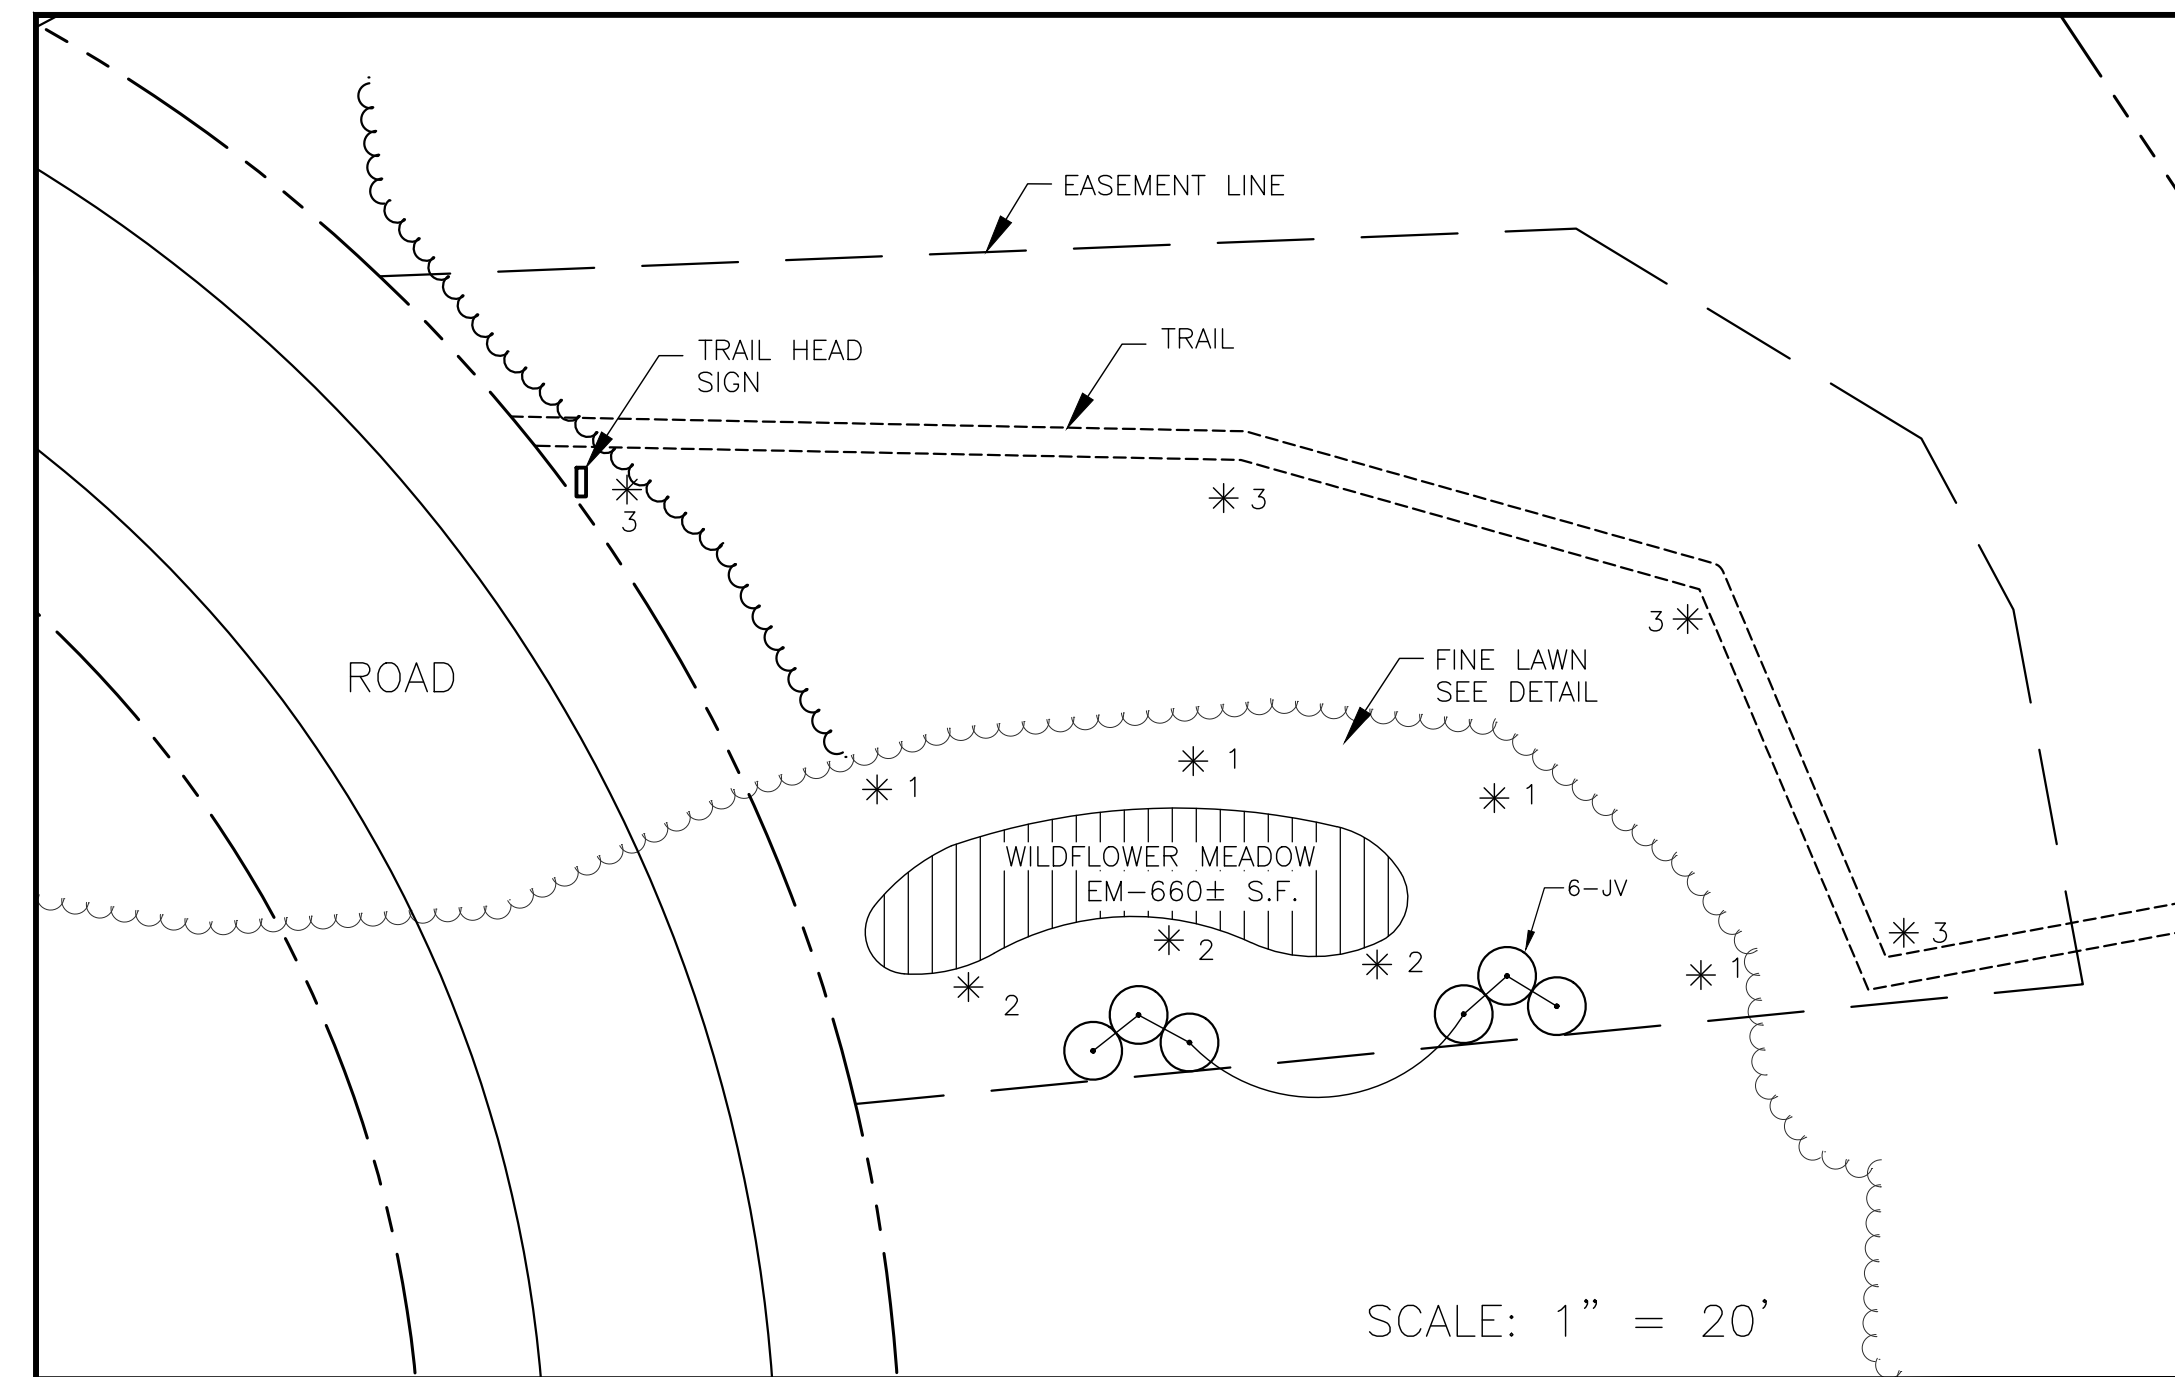 EASEMENT LINE
TRAIL HEAD
SIGN
TRAIL
3
3
3
FINE LAWN
SEE DETAIL
ROAD
1
1
1
WILDFLOWER MEADOW
EM-660± S.F.
6-JV
3
2
2
1
2
SCALE: 1" = 20'